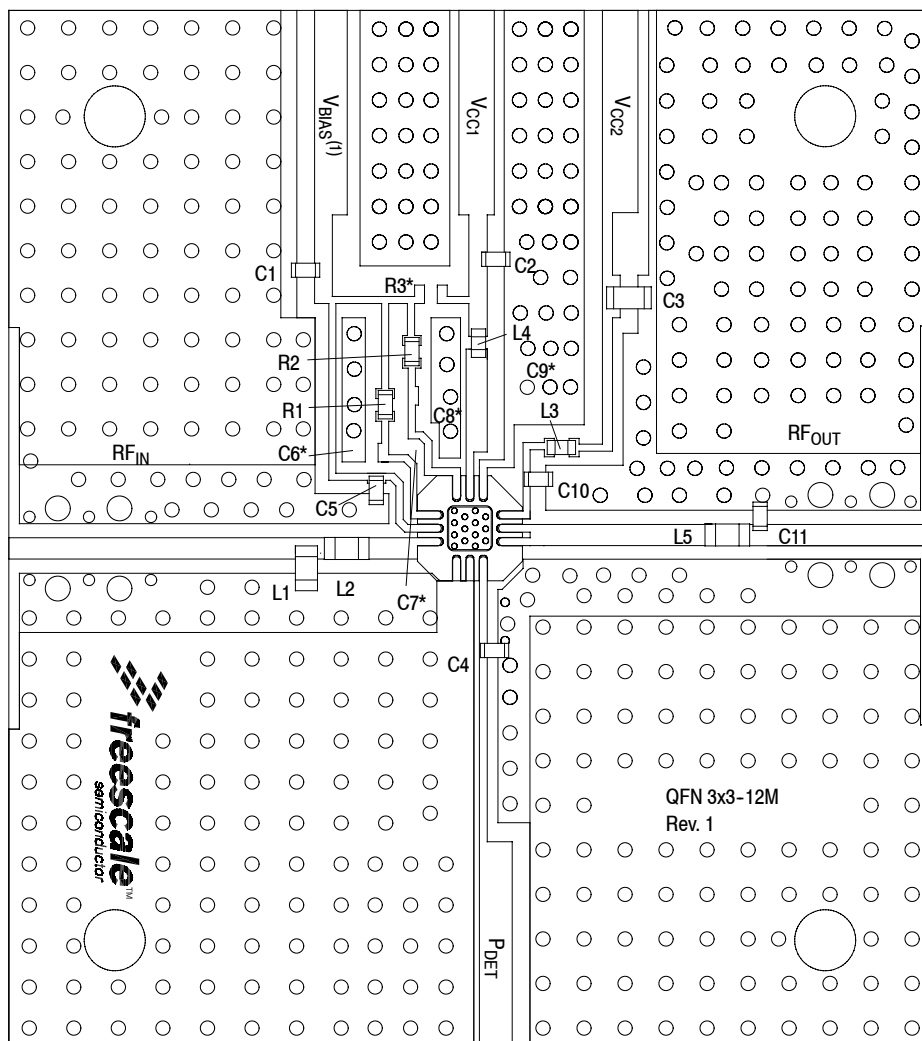 VBIAS(1)
VCC1
VCC2
C1
C2
R3*
C3
L4
R2
C9*
R1
C8*
L3
RFOUT
RFIN
C6*
C5
C10
L5
C11
L1
L2
C7*
C4
freescale™
semiconductor
QFN 3x3-12M
Rev. 1
PDET